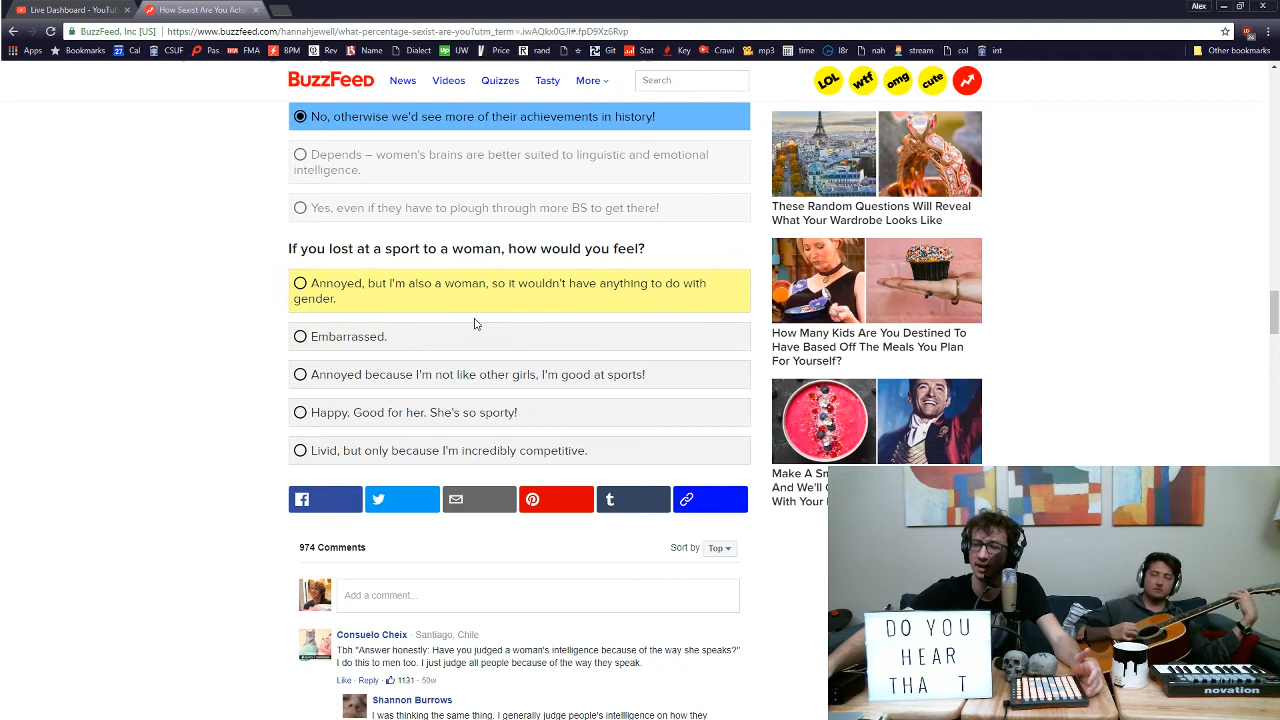 Live Dashboard - YouTub
How Sexist Are You Actu
Alex
BuzzFeed, Inc [US]
https://www.buzzfeed.com/hannahjewell/what-percentage-sexist-are-you?utm_term=.iwAQkx0GJl#.fpD9Xz6Rvp
Apps Bookmarks Cal CSUF Pas FMA BPM Rev Name Dialect UW Price rand Git Stat Key Crawl mp3 time l8r nah stream col int Other bookmarks
BuzzFeed News Videos Quizzes Tasty More Search LOL wtf omg cute
No, otherwise we'd see more of their achievements in history!
Depends – women's brains are better suited to linguistic and emotional
intelligence.
Yes, even if they have to plough through more BS to get there!
If you lost at a sport to a woman, how would you feel?
Annoyed, but I'm also a woman, so it wouldn't have anything to do with
gender.
Embarrassed.
Annoyed because I'm not like other girls, I'm good at sports!
Happy. Good for her. She's so sporty!
Livid, but only because I'm incredibly competitive.
974 Comments
Sort by Top
Add a comment...
Consuelo Cheix · Santiago, Chile
Tbh "Answer honestly: Have you judged a woman's intelligence because of the way she speaks?"
I do this to men too. I just judge all people because of the way they speak.
Like · Reply · 1131 · 50w
Shannon Burrows
I was thinking the same thing. I generally judge people's intelligence on how they
These Random Questions Will Reveal
What Your Wardrobe Looks Like
How Many Kids Are You Destined To
Have Based Off The Meals You Plan
For Yourself?
Make A Sm
And We'll G
With Your
DO YOU
HEAR
THA T
novation